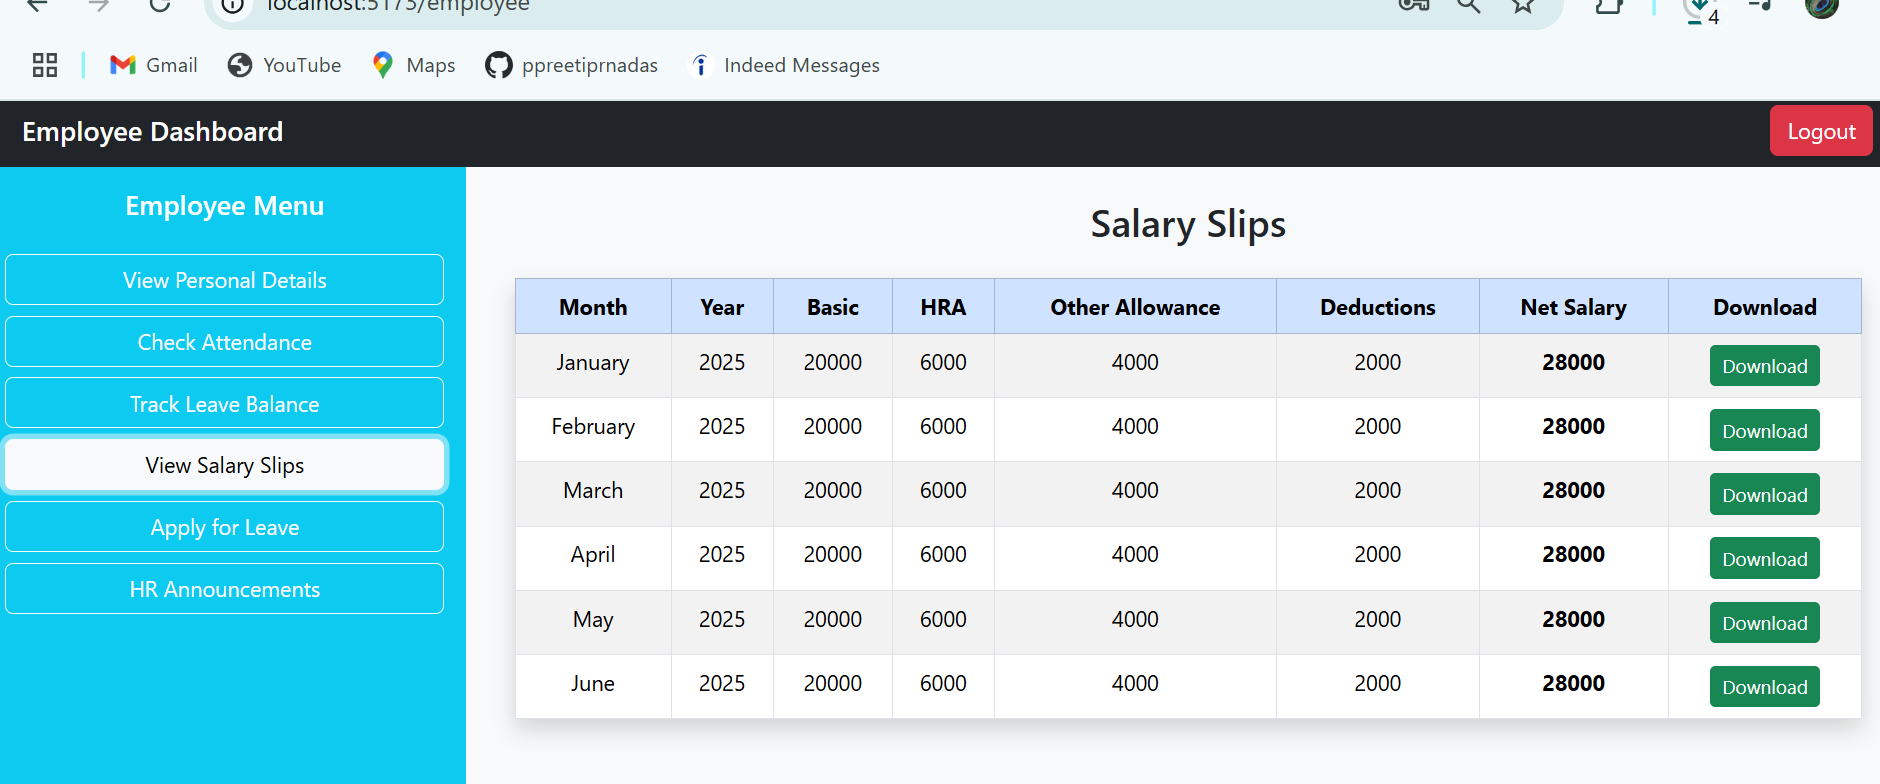 localhost:5173/employee
4
Gmail YouTube Maps ppreetiprnadas Indeed Messages
Employee Dashboard Logout
Employee Menu
View Personal Details
Check Attendance
Track Leave Balance
View Salary Slips
Apply for Leave
HR Announcements
Salary Slips
Month Year Basic HRA Other Allowance Deductions Net Salary Download
January 2025 20000 6000 4000 2000 28000 Download
February 2025 20000 6000 4000 2000 28000 Download
March 2025 20000 6000 4000 2000 28000 Download
April 2025 20000 6000 4000 2000 28000 Download
May 2025 20000 6000 4000 2000 28000 Download
June 2025 20000 6000 4000 2000 28000 Download